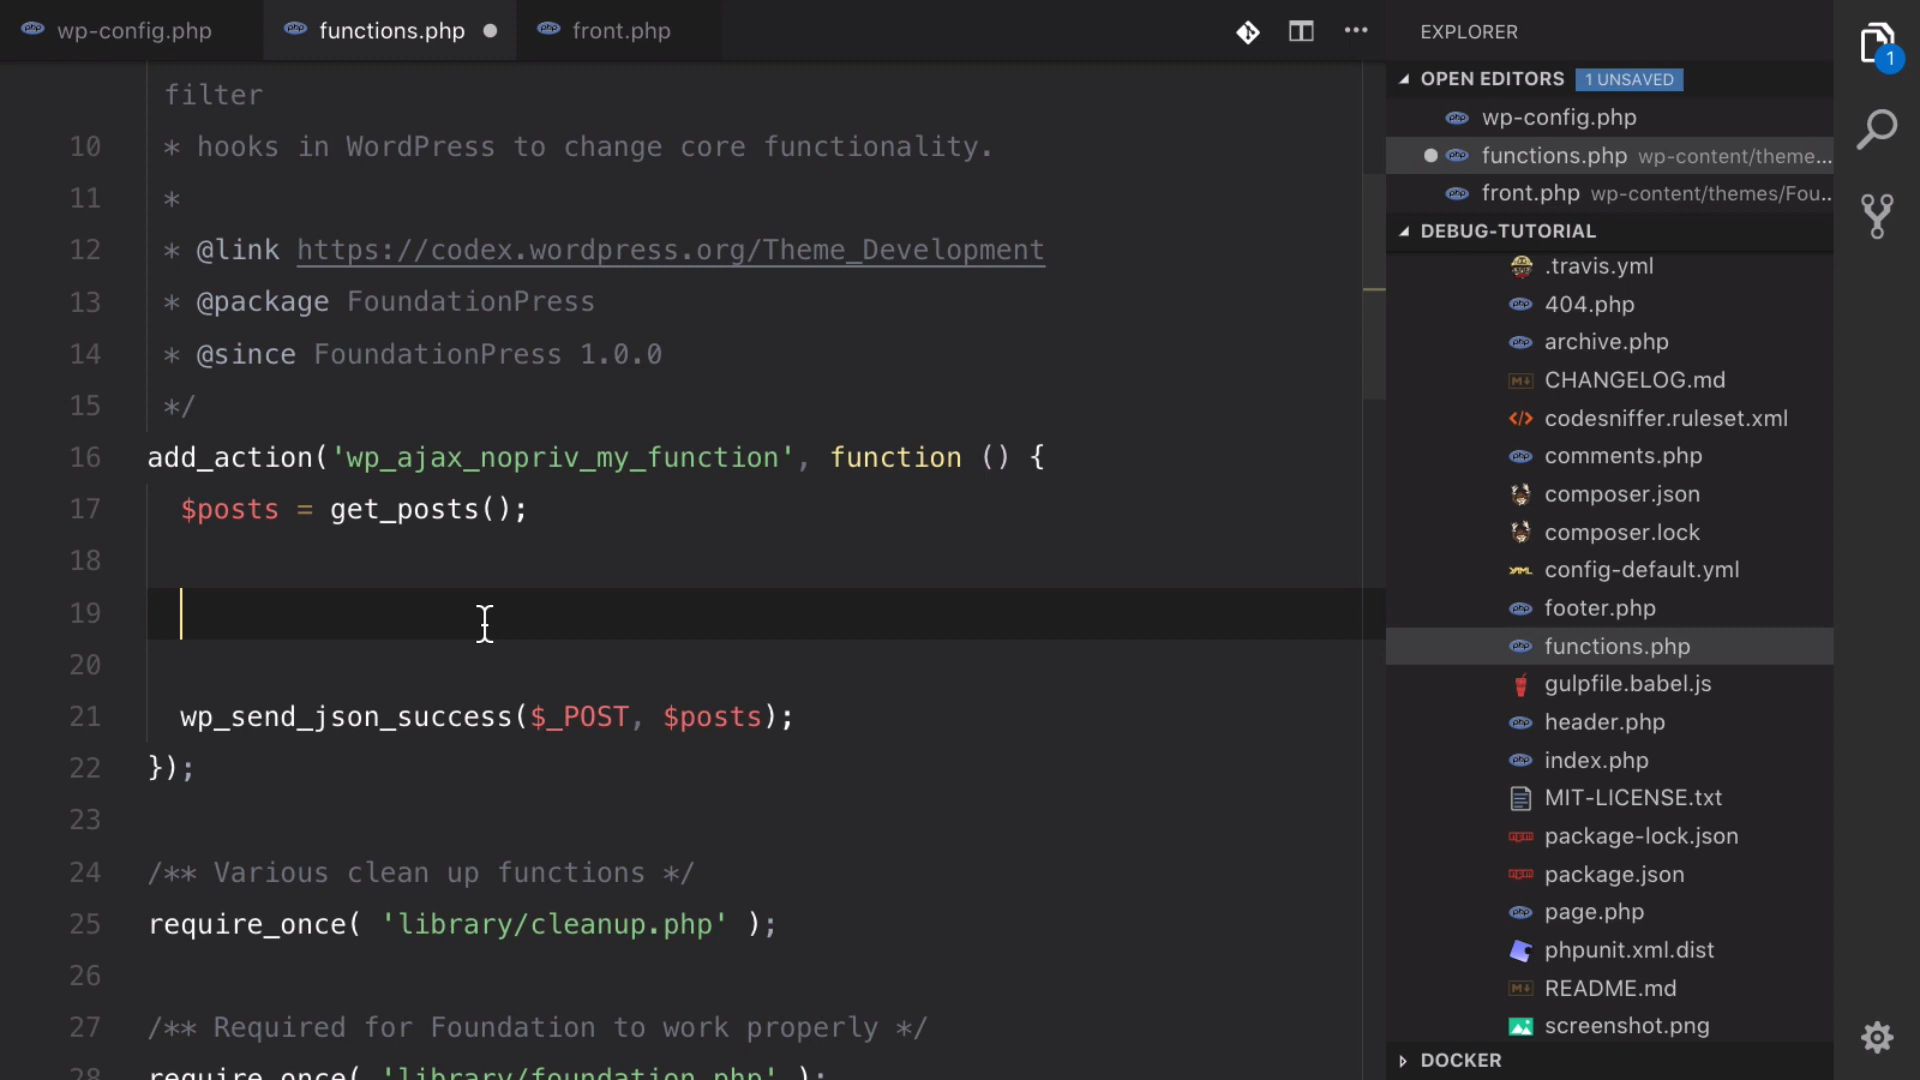 wp-config.php
functions.php
front.php
filter
10 * hooks in WordPress to change core functionality.
11 *
12 * @link https://codex.wordpress.org/Theme_Development
13 * @package FoundationPress
14 * @since FoundationPress 1.0.0
15 */
16 add_action('wp_ajax_nopriv_my_function', function () {
17 $posts = get_posts();
18
19
20
21 wp_send_json_success($_POST, $posts);
22 });
23
24 /** Various clean up functions */
25 require_once( 'library/cleanup.php' );
26
27 /** Required for Foundation to work properly */
28 require_once( 'library/foundation.php' );
EXPLORER
OPEN EDITORS 1 UNSAVED
wp-config.php
functions.php wp-content/theme...
front.php wp-content/themes/Fou...
DEBUG-TUTORIAL
.travis.yml
404.php
archive.php
CHANGELOG.md
codesniffer.ruleset.xml
comments.php
composer.json
composer.lock
config-default.yml
footer.php
functions.php
gulpfile.babel.js
header.php
index.php
MIT-LICENSE.txt
package-lock.json
package.json
page.php
phpunit.xml.dist
README.md
screenshot.png
DOCKER
1